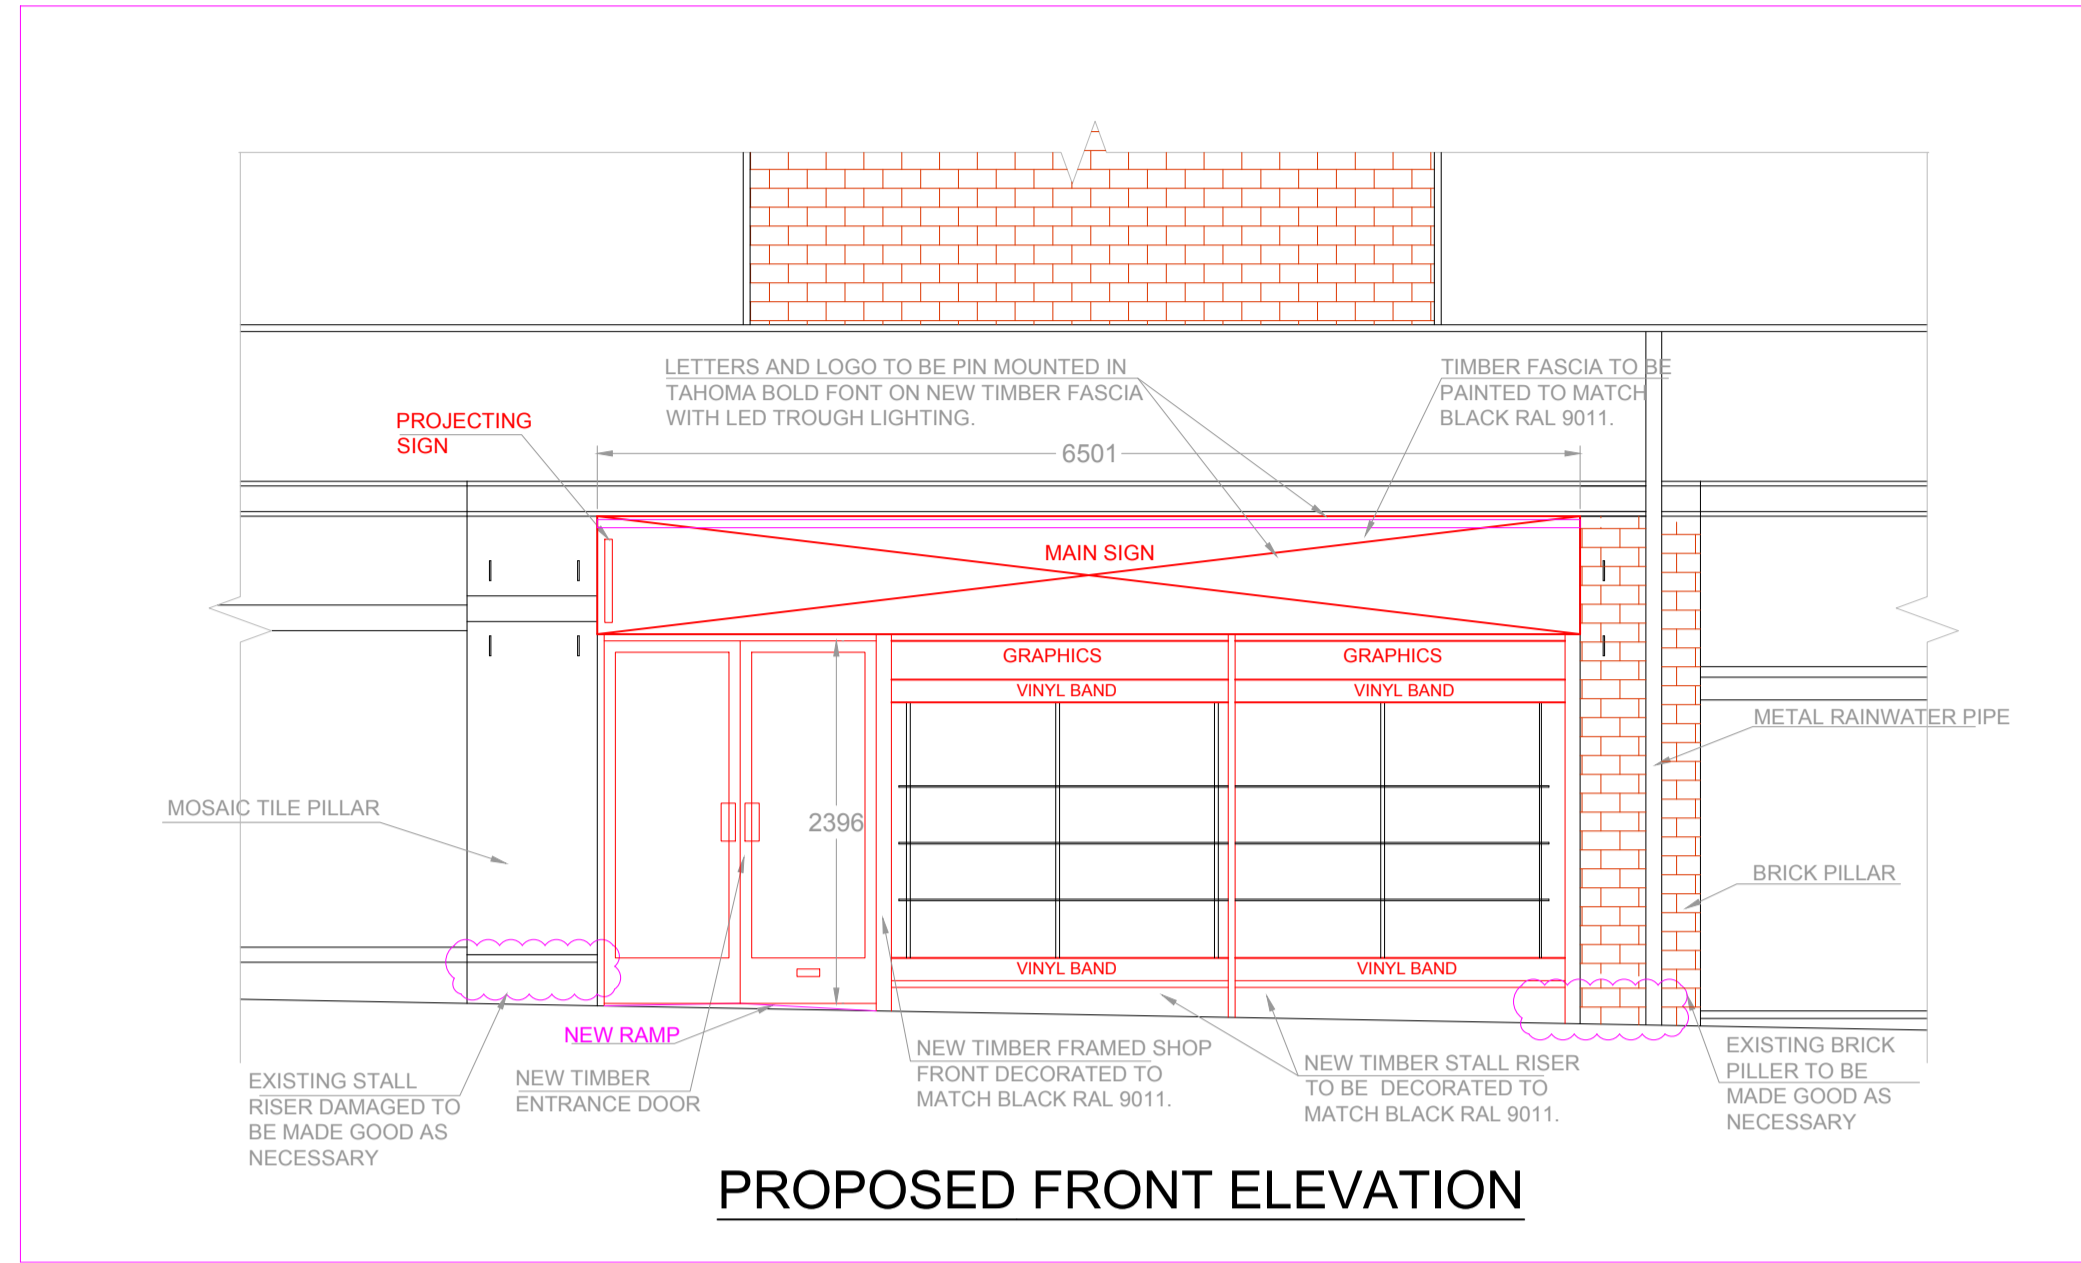 LETTERS AND LOGO TO BE PIN MOUNTED IN
TAHOMA BOLD FONT ON NEW TIMBER FASCIA
WITH LED TROUGH LIGHTING.
TIMBER FASCIA TO BE
PAINTED TO MATCH
BLACK RAL 9011.
PROJECTING
SIGN
6501
MAIN SIGN
GRAPHICS
GRAPHICS
VINYL BAND
VINYL BAND
METAL RAINWATER PIPE
MOSAIC TILE PILLAR
2396
BRICK PILLAR
VINYL BAND
VINYL BAND
NEW RAMP
EXISTING STALL
RISER DAMAGED TO
BE MADE GOOD AS
NECESSARY
NEW TIMBER
ENTRANCE DOOR
NEW TIMBER FRAMED SHOP
FRONT DECORATED TO
MATCH BLACK RAL 9011.
NEW TIMBER STALL RISER
TO BE DECORATED TO
MATCH BLACK RAL 9011.
EXISTING BRICK
PILLER TO BE
MADE GOOD AS
NECESSARY
PROPOSED FRONT ELEVATION